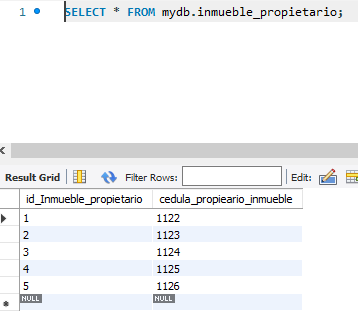 1 SELECT * FROM mydb.inmueble_propietario;
Result Grid Filter Rows: Edit:
id_Inmueble_propietario cedula_propieario_inmueble
1 1122
2 1123
3 1124
4 1125
5 1126
NULL NULL